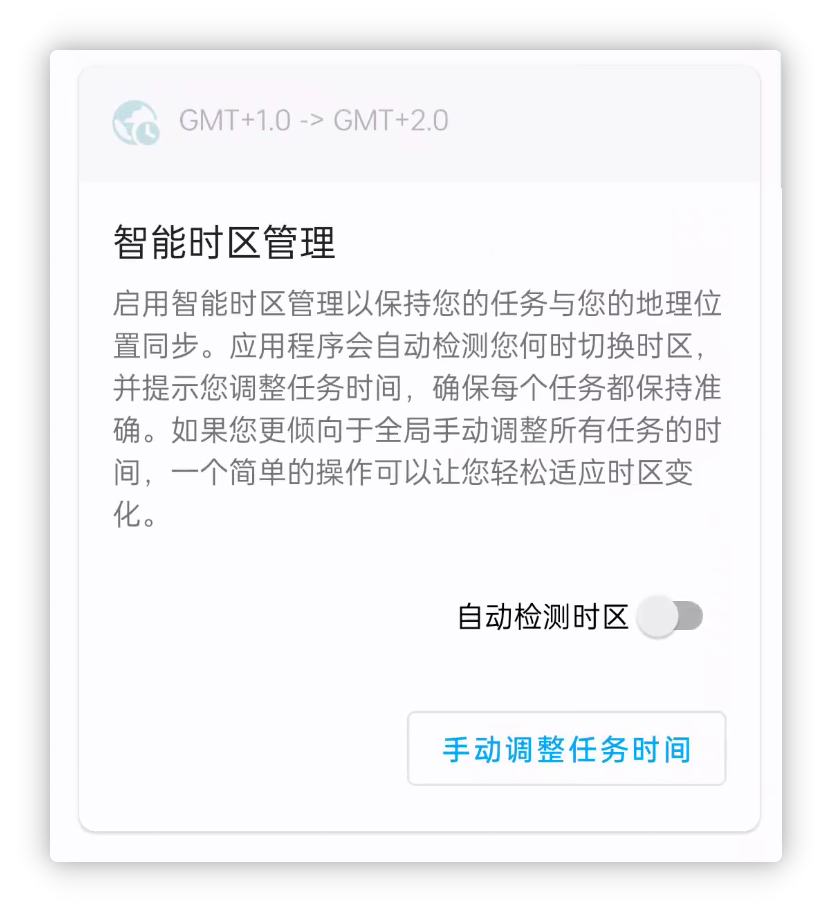 GMT+1.0 -> GMT+2.0
智能时区管理
启用智能时区管理以保持您的任务与您的地理位
置同步。应用程序会自动检测您何时切换时区，
并提示您调整任务时间，确保每个任务都保持准
确。如果您更倾向于全局手动调整所有任务的时
间，一个简单的操作可以让您轻松适应时区变
化。
自动检测时区
手动调整任务时间